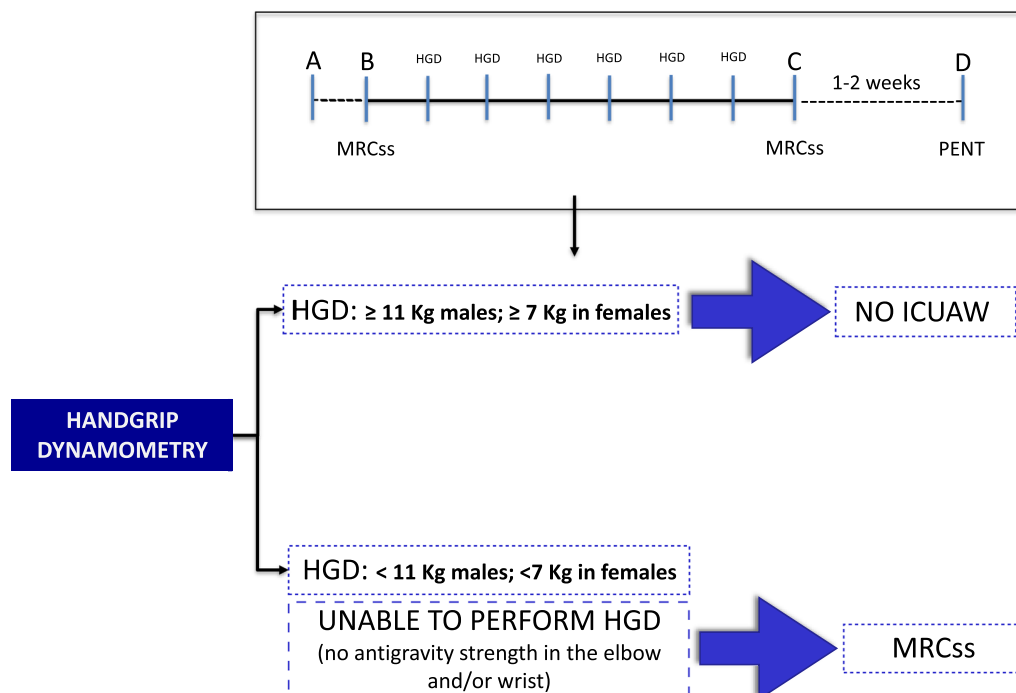 A B HGD HGD HGD HGD HGD HGD C D
1-2 weeks
MRCss MRCss PENT
HGD: ≥ 11 Kg males; ≥ 7 Kg in females
NO ICUAW
HANDGRIP
DYNAMOMETRY
HGD: < 11 Kg males; <7 Kg in females
UNABLE TO PERFORM HGD
(no antigravity strength in the elbow
and/or wrist)
MRCss